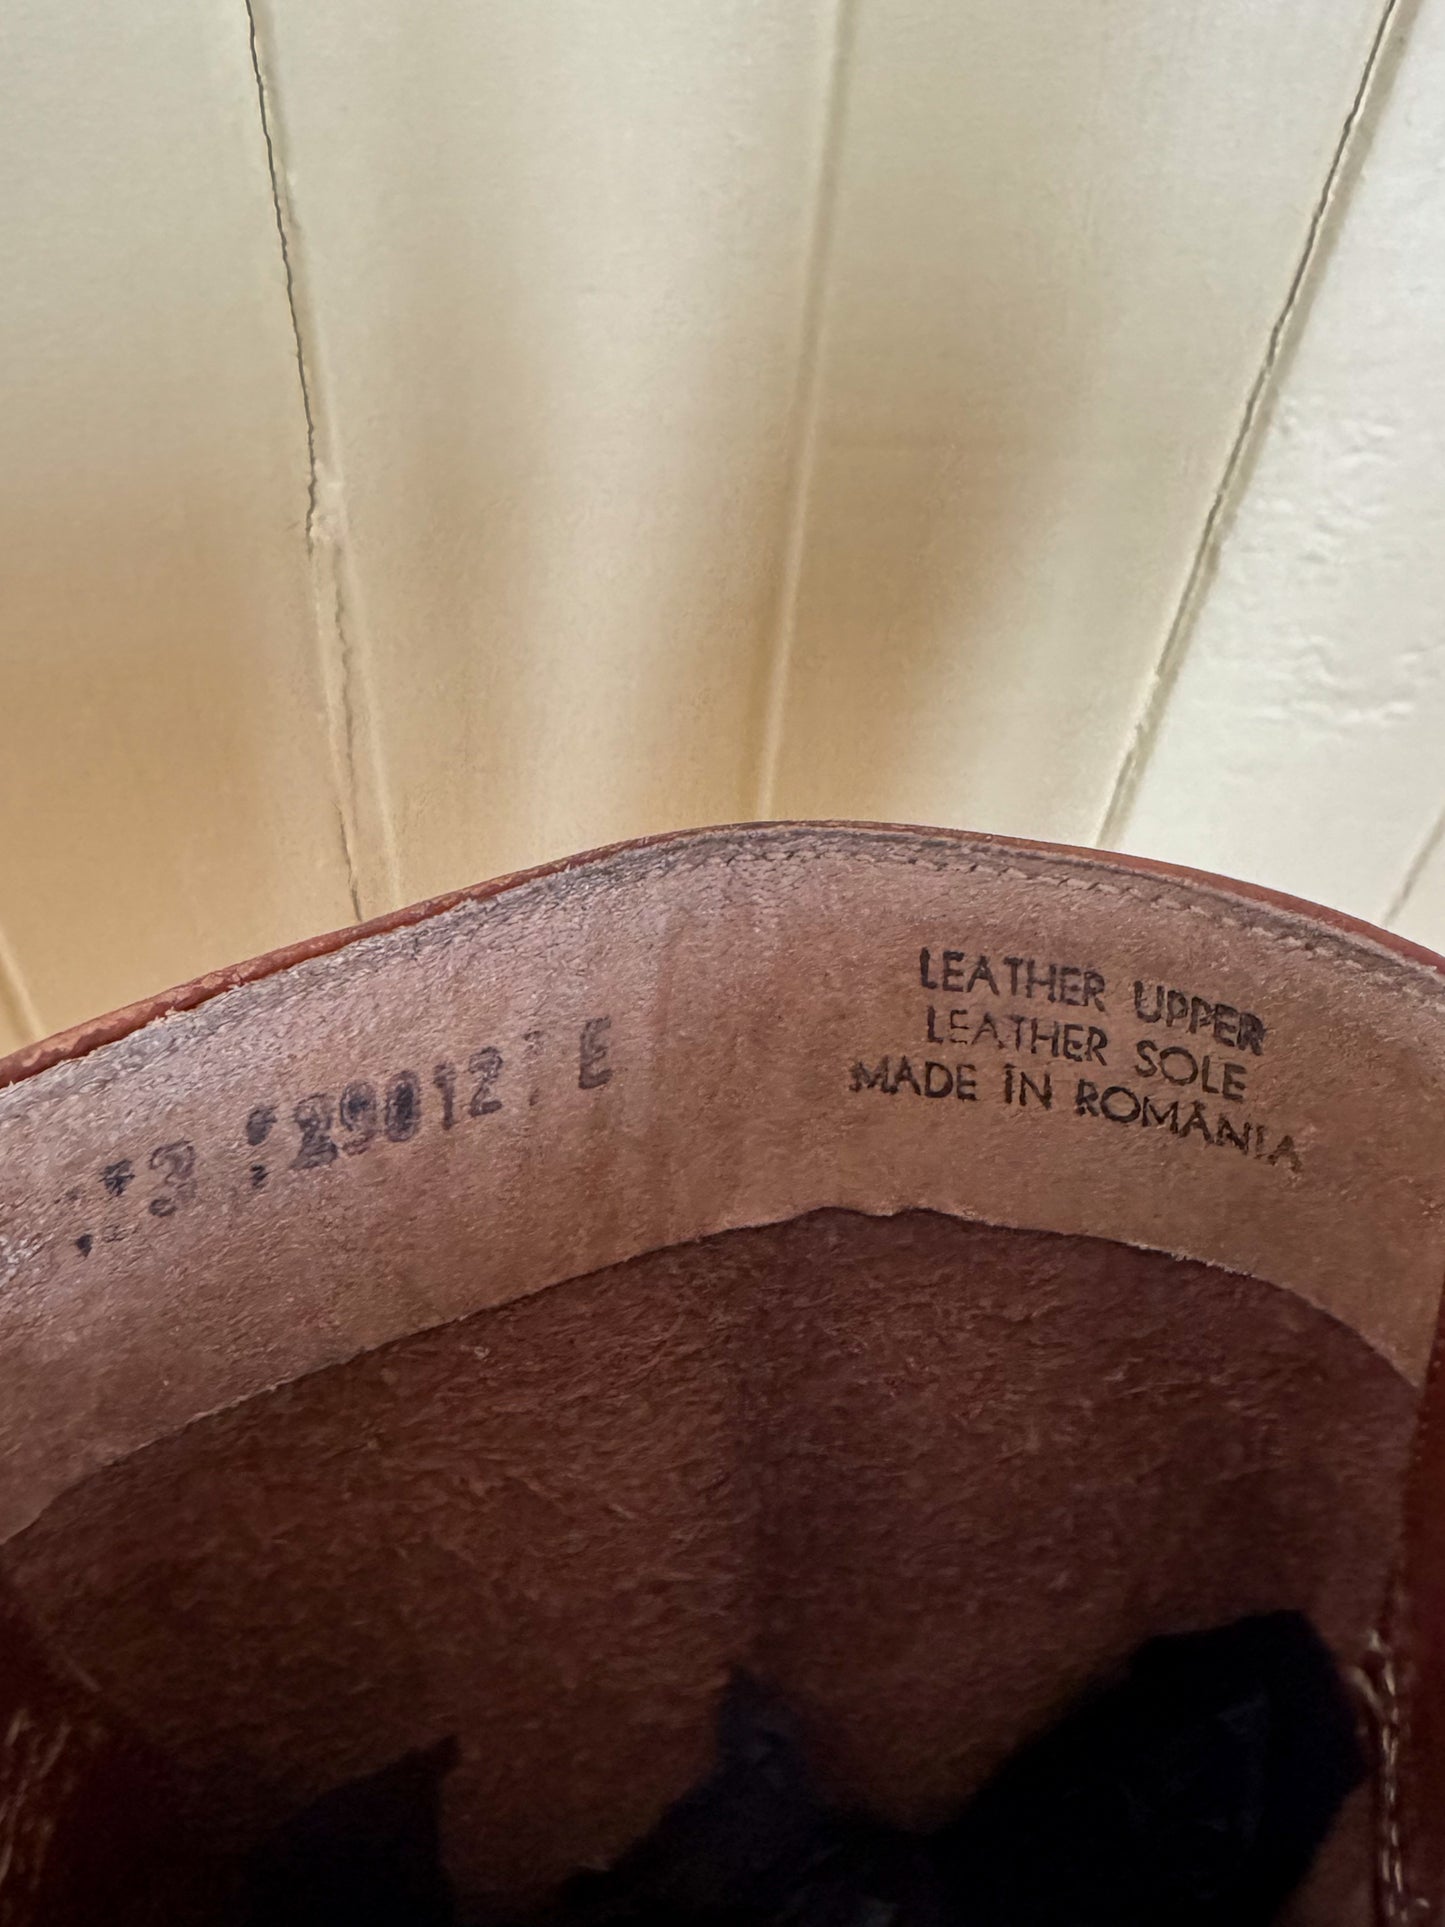 E
LEATHER UPPER
LEATHER SOLE
MADE IN ROMANIA